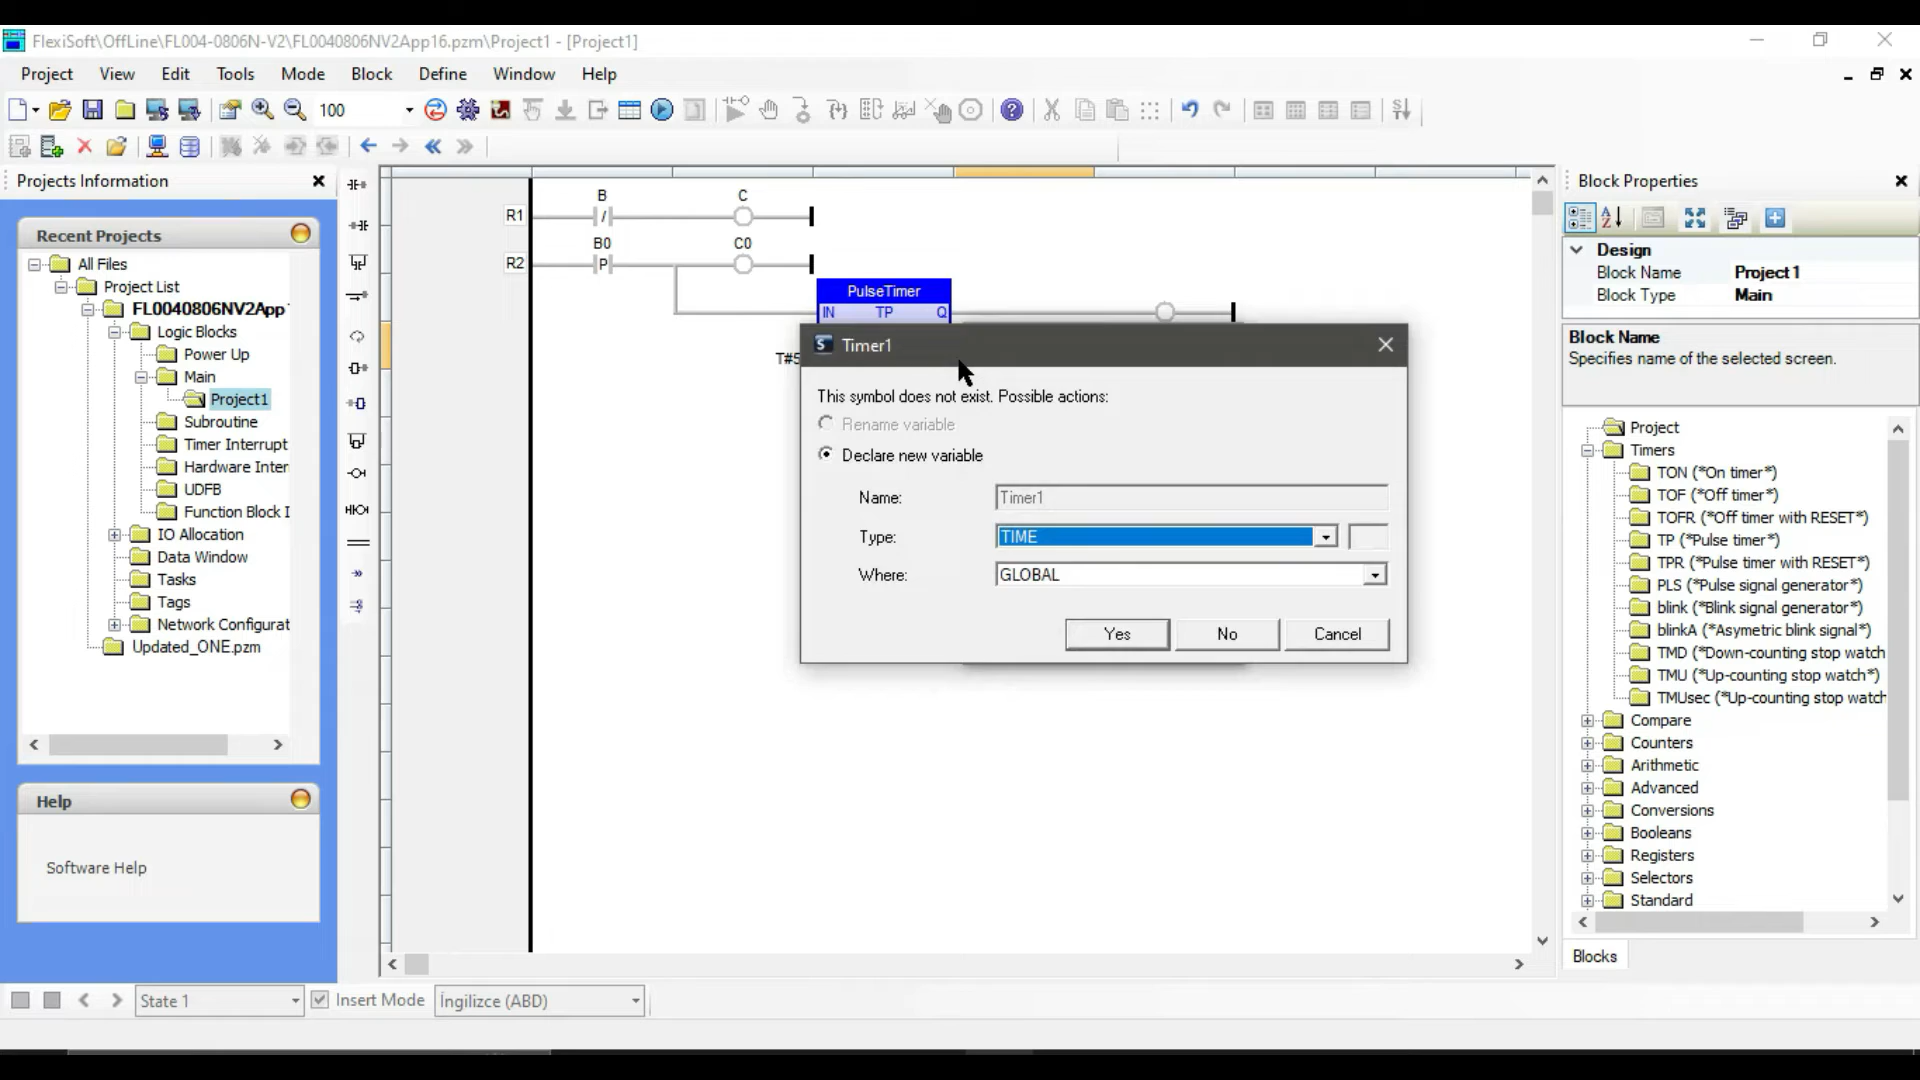 FlexiSoft\OffLine\FL004-0806N-V2\FL0040806NV2App16.pzm\Project1 - [Project1]
Project View Edit Tools Mode Block Define Window Help
100
Projects Information
Recent Projects
All Files
Project List
FL0040806NV2App
Logic Blocks
Power Up
Main
Project1
Subroutine
Timer Interrupt
Hardware Inter
UDFB
Function Block I
IO Allocation
Data Window
Tasks
Tags
Network Configurat
Updated_ONE.pzm
Help
Software Help
B C
R1
B0 C0
R2 P
PulseTimer
IN TP Q
T#5
Timer1
This symbol does not exist. Possible actions:
Rename variable
Declare new variable
Name: Timer1
Type: TIME
Where: GLOBAL
Yes No Cancel
Block Properties
Design
Block Name Project1
Block Type Main
Block Name
Specifies name of the selected screen.
Project
Timers
TON (*On timer*)
TOF (*Off timer*)
TOFR (*Off timer with RESET*)
TP (*Pulse timer*)
TPR (*Pulse timer with RESET*)
PLS (*Pulse signal generator*)
blink (*Blink signal generator*)
blinkA (*Asymetric blink signal*)
TMD (*Down-counting stop watch
TMU (*Up-counting stop watch*)
TMUsec (*Up-counting stop watch
Compare
Counters
Arithmetic
Advanced
Conversions
Booleans
Registers
Selectors
Standard
Blocks
State 1 Insert Mode İngilizce (ABD)